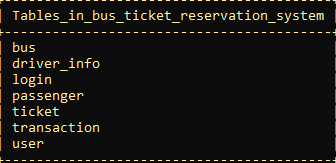 Tables_in_bus_ticket_reservation_system
bus
driver_info
login
passenger
ticket
transaction
user